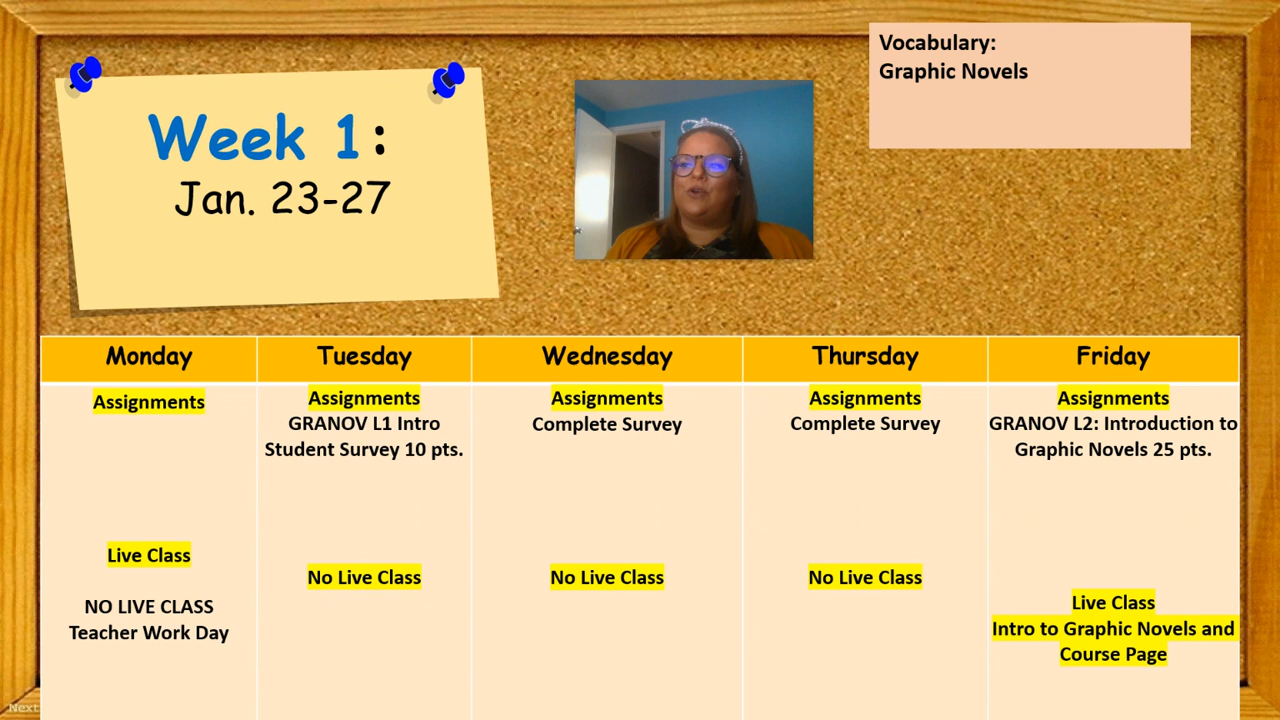 Vocabulary:
Graphic Novels
Week 1:
Jan. 23-27
Monday
Tuesday
Wednesday
Thursday
Friday
Assignments
Live Class
NO LIVE CLASS
Teacher Work Day
Assignments
GRANOV L1 Intro
Student Survey 10 pts.
No Live Class
Assignments
Complete Survey
No Live Class
Assignments
Complete Survey
No Live Class
Assignments
GRANOV L2: Introduction to
Graphic Novels 25 pts.
Live Class
Intro to Graphic Novels and
Course Page
Next